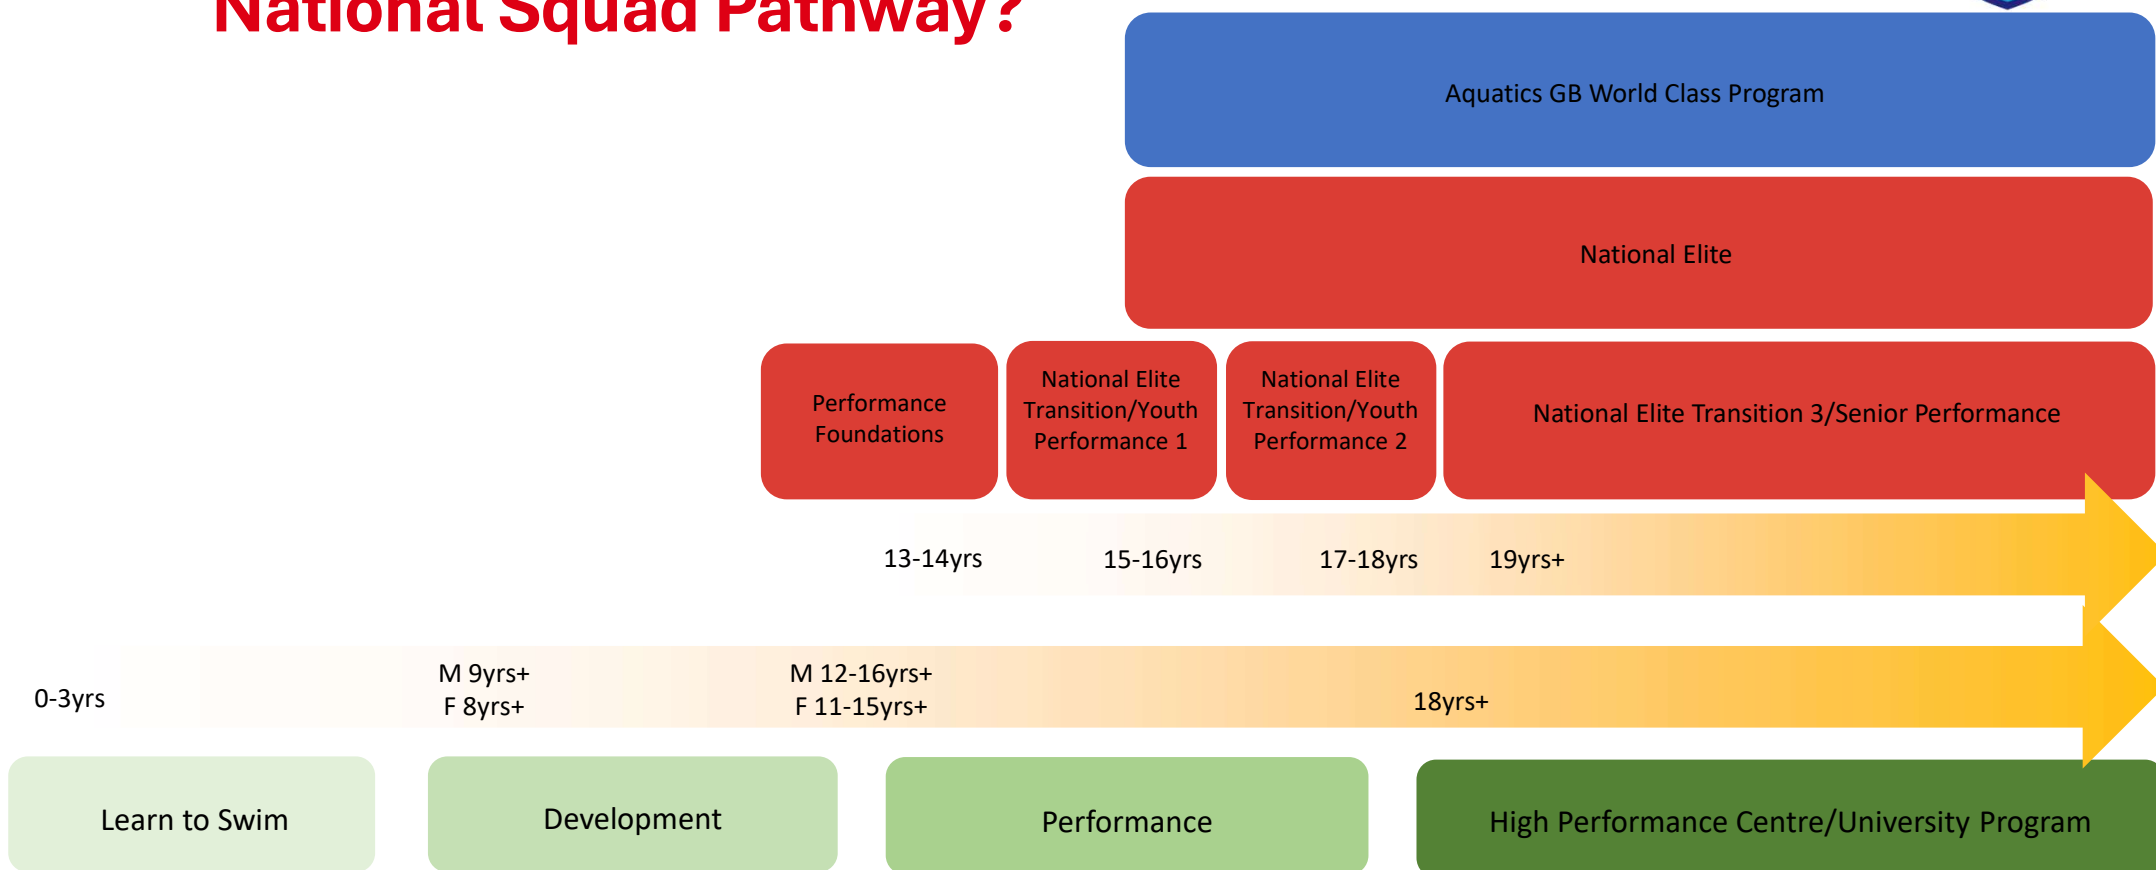 National Squad Pathway?
Aquatics GB World Class Program
National Elite
Performance
Foundations
National Elite
Transition/Youth
Performance 1
National Elite
Transition/Youth
Performance 2
National Elite Transition 3/Senior Performance
13-14yrs
15-16yrs
17-18yrs
19yrs+
0-3yrs
M 9yrs+
F 8yrs+
M 12-16yrs+
F 11-15yrs+
18yrs+
Learn to Swim
Development
Performance
High Performance Centre/University Program